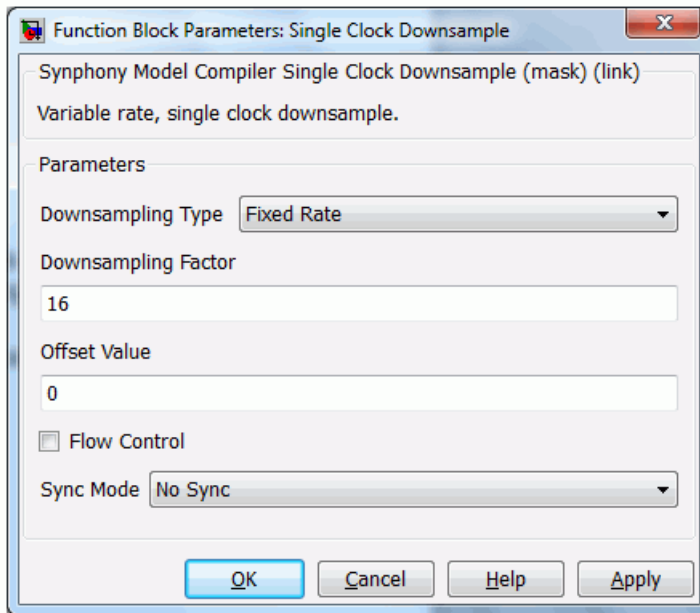 Function Block Parameters: Single Clock Downsample
Synphony Model Compiler Single Clock Downsample (mask) (link)
Variable rate, single clock downsample.
Parameters
Downsampling Type Fixed Rate
Downsampling Factor
16
Offset Value
0
Flow Control
Sync Mode No Sync
OK Cancel Help Apply